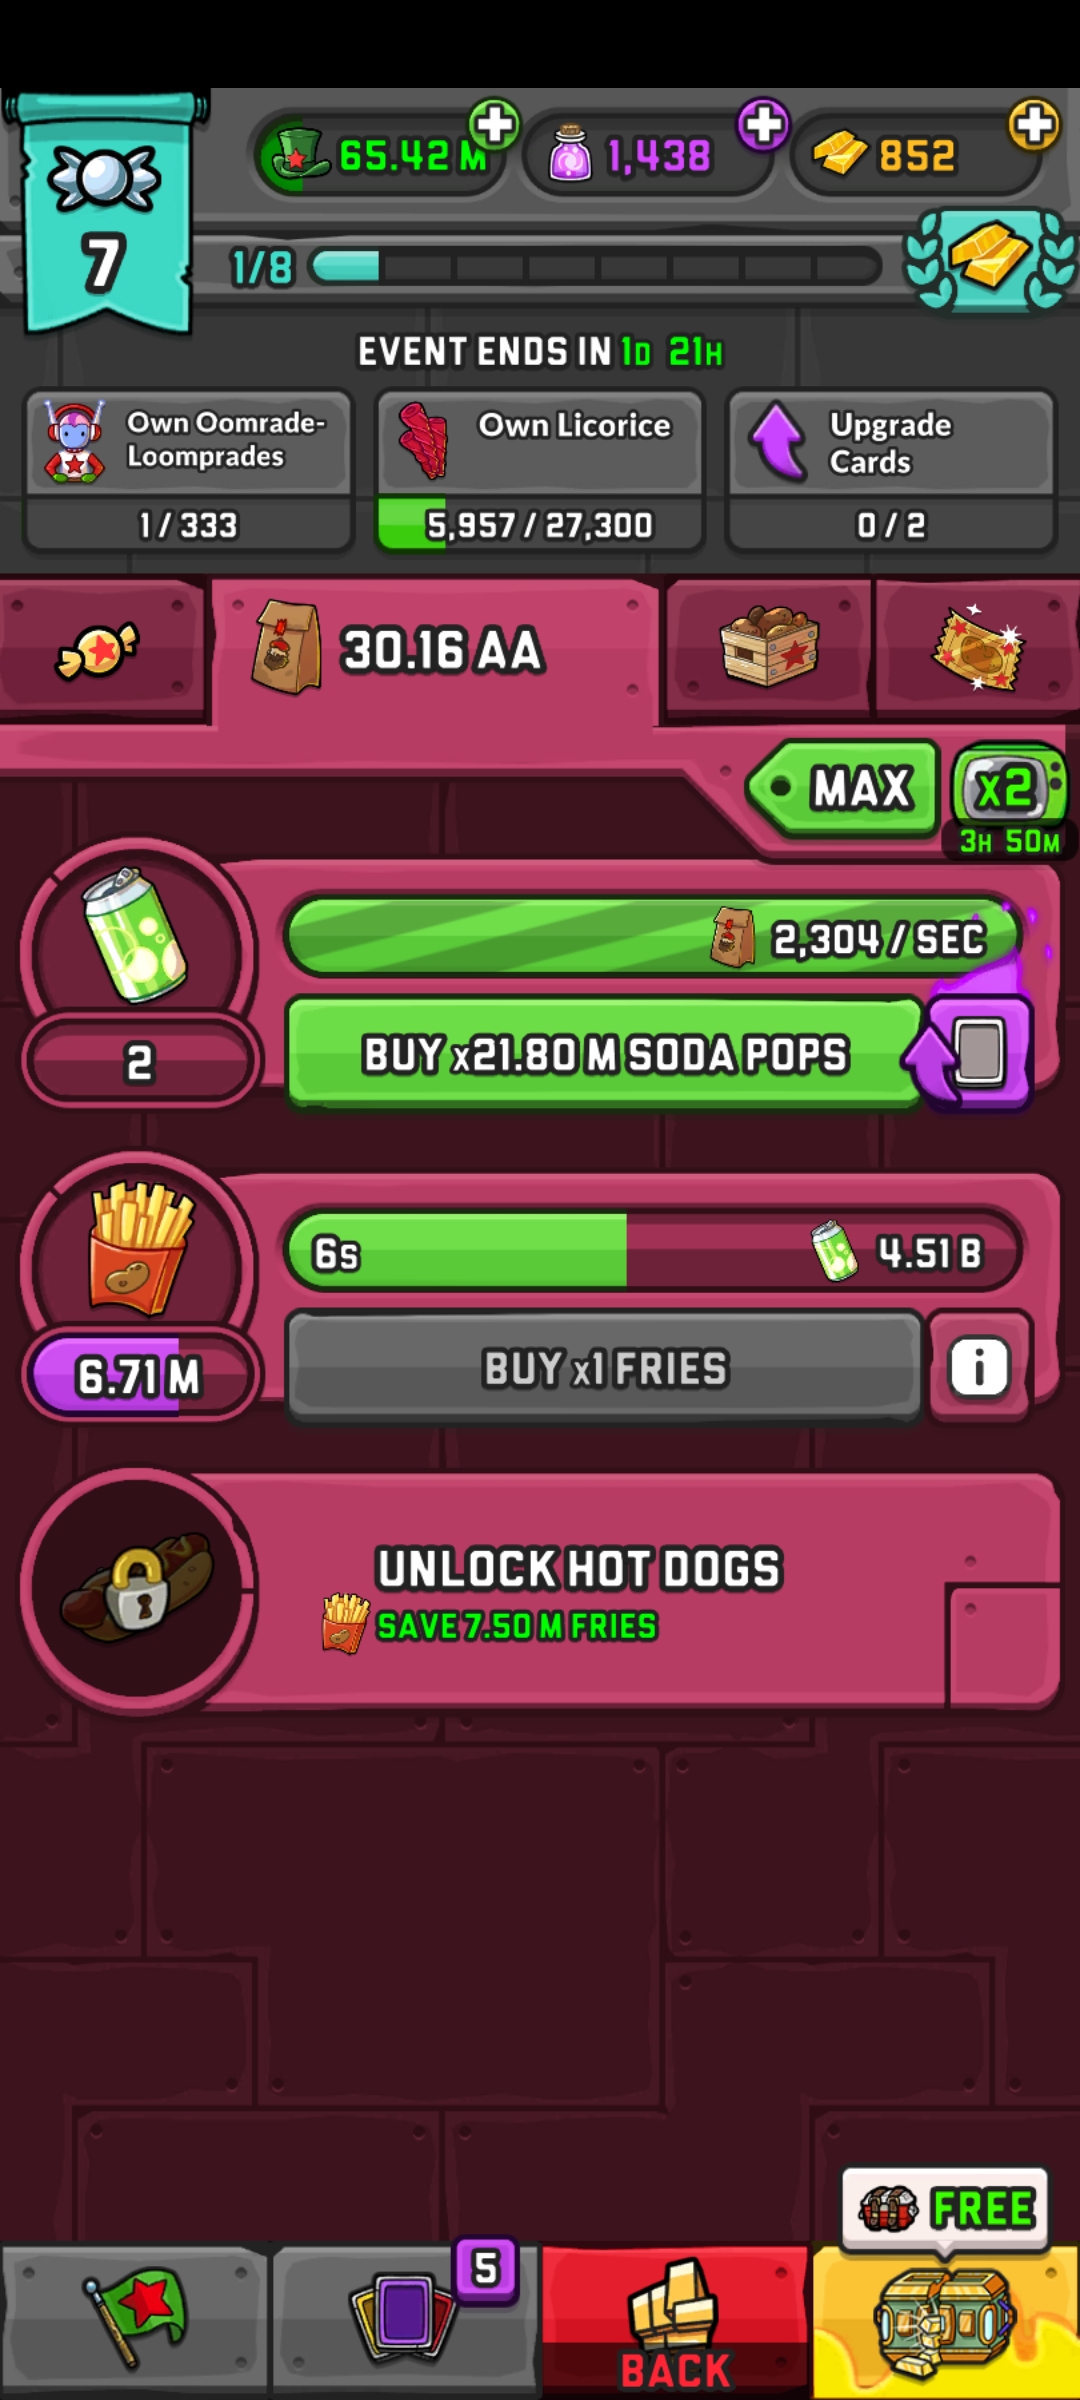 65.42 M
1,438
852
7
1/8
EVENT ENDS IN 1D 21H
Own Oomrade-
Loomprades
1 / 333
Own Licorice
5,957 / 27,300
Upgrade
Cards
0 / 2
30.16 AA
MAX
x2
3H 50M
2,304 / SEC
2
BUY x21.80 M SODA POPS
6s
4.51 B
6.71 M
BUY x1 FRIES
i
UNLOCK HOT DOGS
SAVE 7.50 M FRIES
FREE
5
BACK